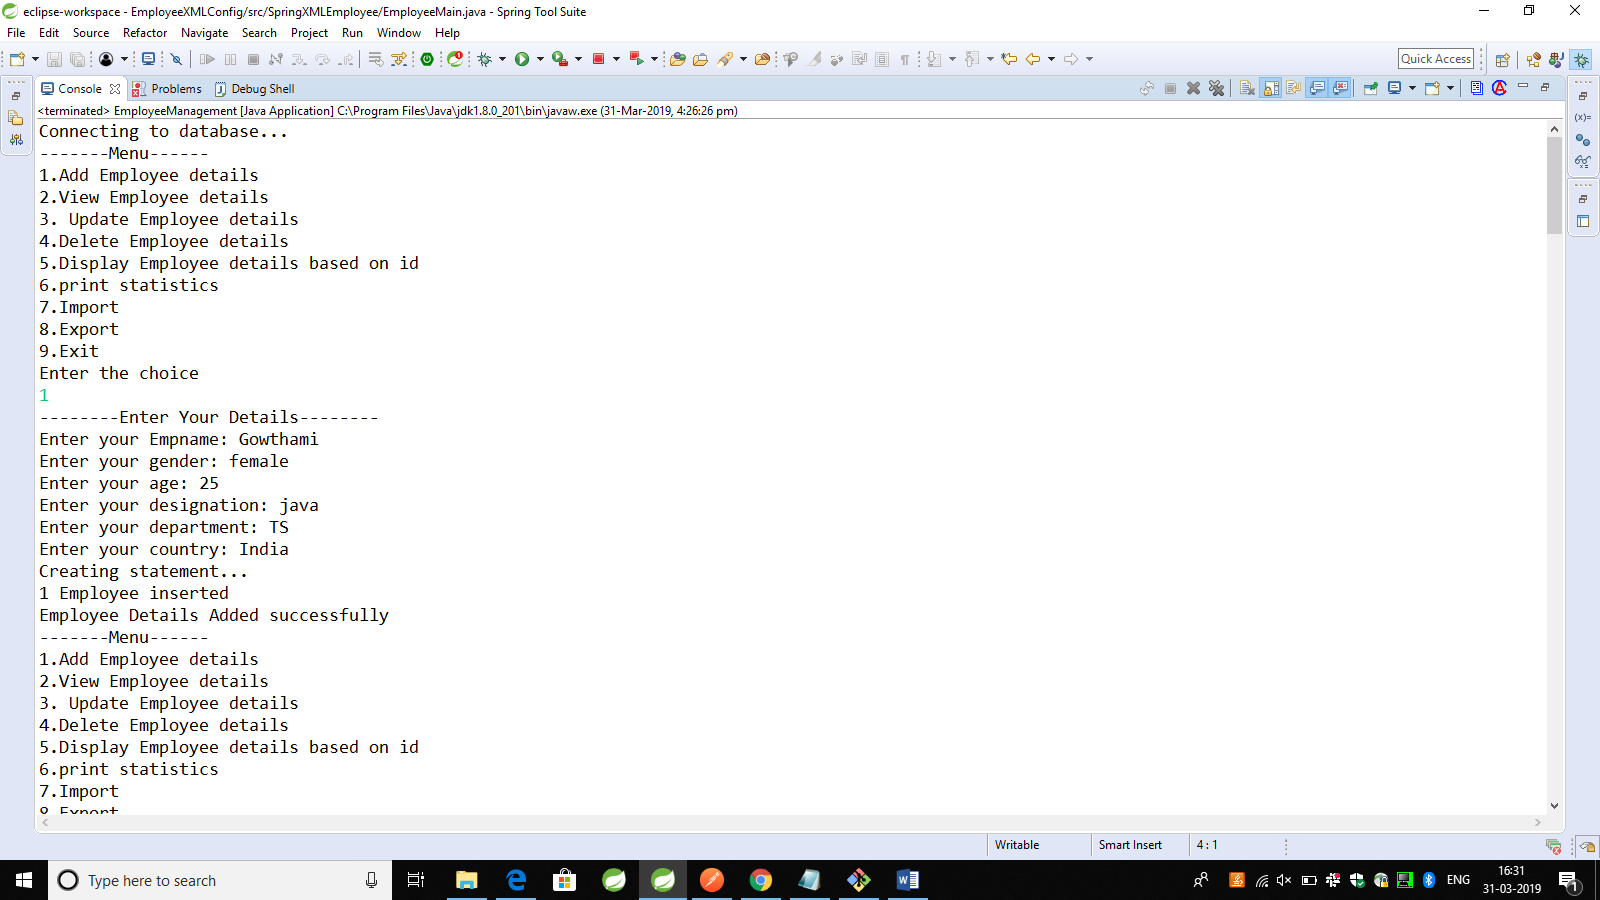 eclipse-workspace - EmployeeXMLConfig/src/SpringXMLEmployee/EmployeeMain.java - Spring Tool Suite
File Edit Source Refactor Navigate Search Project Run Window Help
Quick Access
Console Problems Debug Shell
<terminated> EmployeeManagement [Java Application] C:\Program Files\Java\jdk1.8.0_201\bin\javaw.exe (31-Mar-2019, 4:26:26 pm)
Connecting to database...
-------Menu------
1.Add Employee details
2.View Employee details
3. Update Employee details
4.Delete Employee details
5.Display Employee details based on id
6.print statistics
7.Import
8.Export
9.Exit
Enter the choice
1
--------Enter Your Details--------
Enter your Empname: Gowthami
Enter your gender: female
Enter your age: 25
Enter your designation: java
Enter your department: TS
Enter your country: India
Creating statement...
1 Employee inserted
Employee Details Added successfully
-------Menu------
1.Add Employee details
2.View Employee details
3. Update Employee details
4.Delete Employee details
5.Display Employee details based on id
6.print statistics
7.Import
8.Export
Writable Smart Insert 4 : 1
Type here to search
ENG
16:31
31-03-2019
1